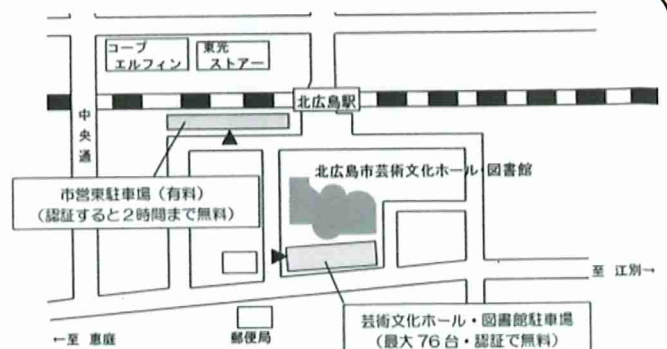 コープ
エルフィン
東光
ストアー
北広島駅
中央通
北広島市芸術文化ホール・図書館
市営東駐車場（有料）
（認証すると2時間まで無料）
至 江別→
芸術文化ホール・図書館駐車場
（最大76台・認証で無料）
←至 恵庭
郵便局